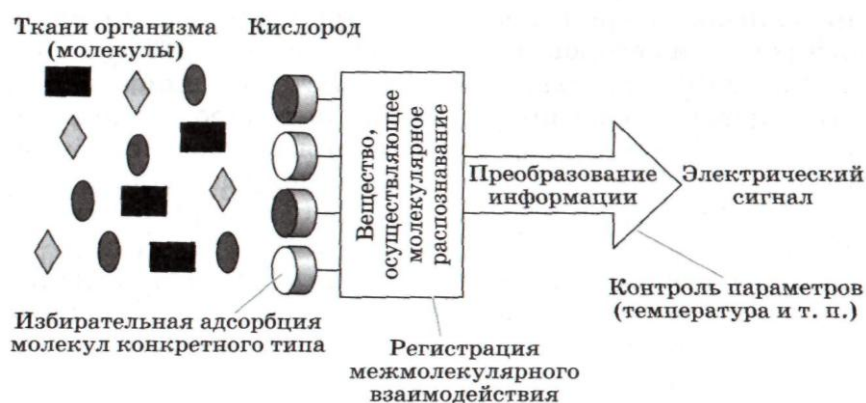 Ткани организма
(молекулы)
Кислород
Вещество,
осуществляющее
молекулярное
распознавание
Преобразование
информации
Электрический
сигнал
Контроль параметров
(температура и т. п.)
Избирательная адсорбция
молекул конкретного типа
Регистрация
межмолекулярного
взаимодействия